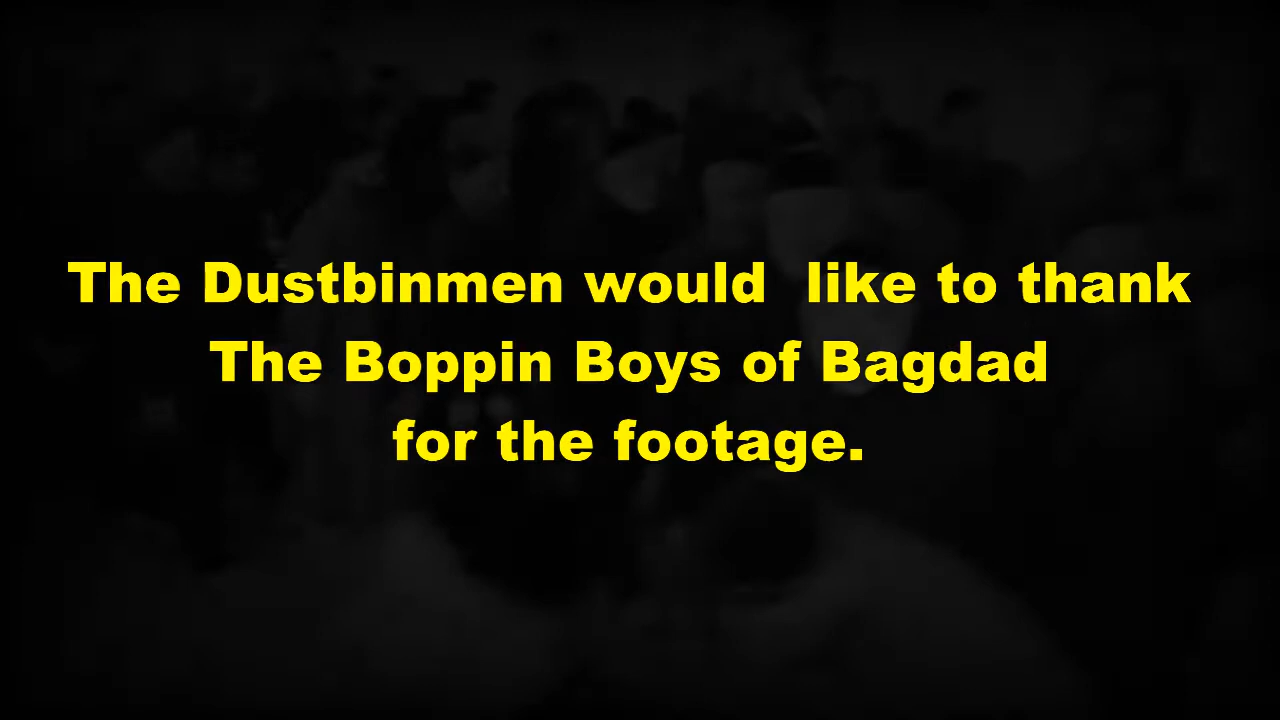 The Dustbinmen would  like to thank
The Boppin Boys of Bagdad
for the footage.